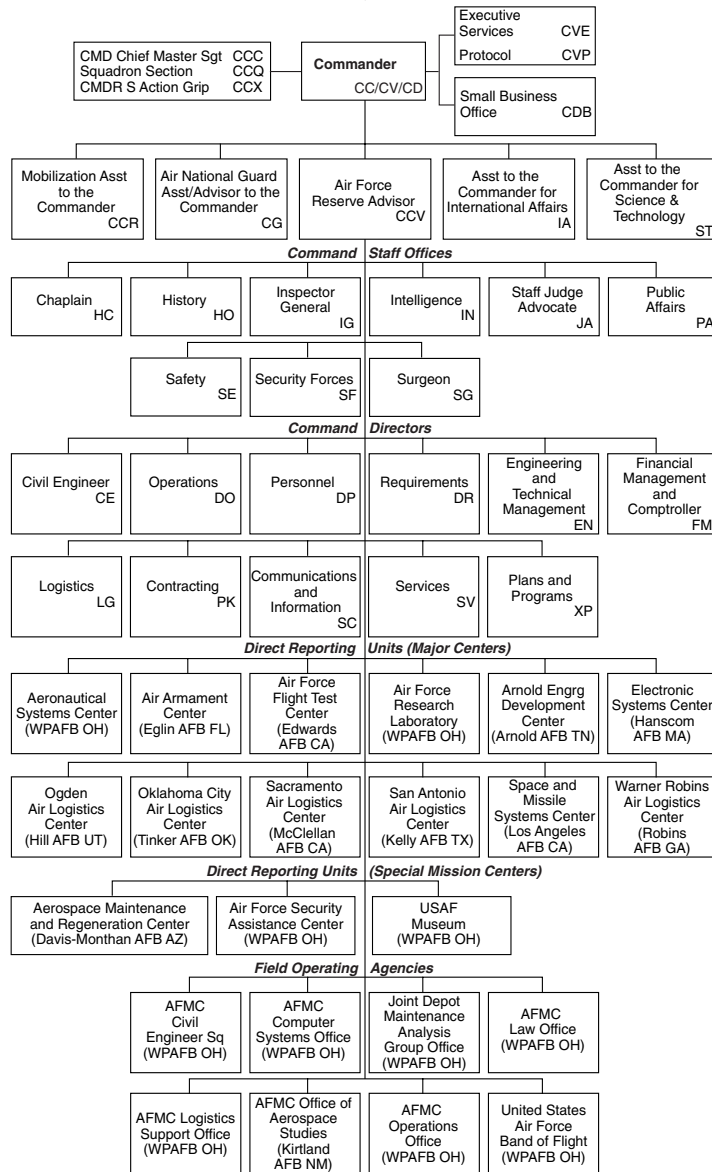 CMD Chief Master Sgt CCC
Squadron Section CCQ
CMDR S Action Grip CCX
Commander
CC/CV/CD
Executive
Services CVE
Protocol CVP
Small Business
Office CDB
Mobilization Asst
to the
Commander
CCR
Air National Guard
Asst/Advisor to the
Commander
CG
Air Force
Reserve Advisor
CCV
Asst to the
Commander for
International Affairs
IA
Asst to the
Commander for
Science &
Technology
ST
Command Staff Offices
Chaplain
HC
History
HO
Inspector
General
IG
Intelligence
IN
Staff Judge
Advocate
JA
Public
Affairs
PA
Safety
SE
Security Forces
SF
Surgeon
SG
Command Directors
Civil Engineer
CE
Operations
DO
Personnel
DP
Requirements
DR
Engineering
and
Technical
Management
EN
Financial
Management
and
Comptroller
FM
Logistics
LG
Contracting
PK
Communications
and
Information
SC
Services
SV
Plans and
Programs
XP
Direct Reporting Units (Major Centers)
Aeronautical
Systems Center
(WPAFB OH)
Air Armament
Center
(Eglin AFB FL)
Air Force
Flight Test
Center
(Edwards
AFB CA)
Air Force
Research
Laboratory
(WPAFB OH)
Arnold Engrg
Development
Center
(Arnold AFB TN)
Electronic
Systems Center
(Hanscom
AFB MA)
Ogden
Air Logistics
Center
(Hill AFB UT)
Oklahoma City
Air Logistics
Center
(Tinker AFB OK)
Sacramento
Air Logistics
Center
(McClellan
AFB CA)
San Antonio
Air Logistics
Center
(Kelly AFB TX)
Space and
Missile
Systems Center
(Los Angeles
AFB CA)
Warner Robins
Air Logistics
Center
(Robins
AFB GA)
Direct Reporting Units (Special Mission Centers)
Aerospace Maintenance
and Regeneration Center
(Davis-Monthan AFB AZ)
Air Force Security
Assistance Center
(WPAFB OH)
USAF
Museum
(WPAFB OH)
Field Operating Agencies
AFMC
Civil
Engineer Sq
(WPAFB OH)
AFMC
Computer
Systems Office
(WPAFB OH)
Joint Depot
Maintenance
Analysis
Group Office
(WPAFB OH)
AFMC
Law Office
(WPAFB OH)
AFMC Logistics
Support Office
(WPAFB OH)
AFMC Office of
Aerospace
Studies
(Kirtland
AFB NM)
AFMC
Operations
Office
(WPAFB OH)
United States
Air Force
Band of Flight
(WPAFB OH)